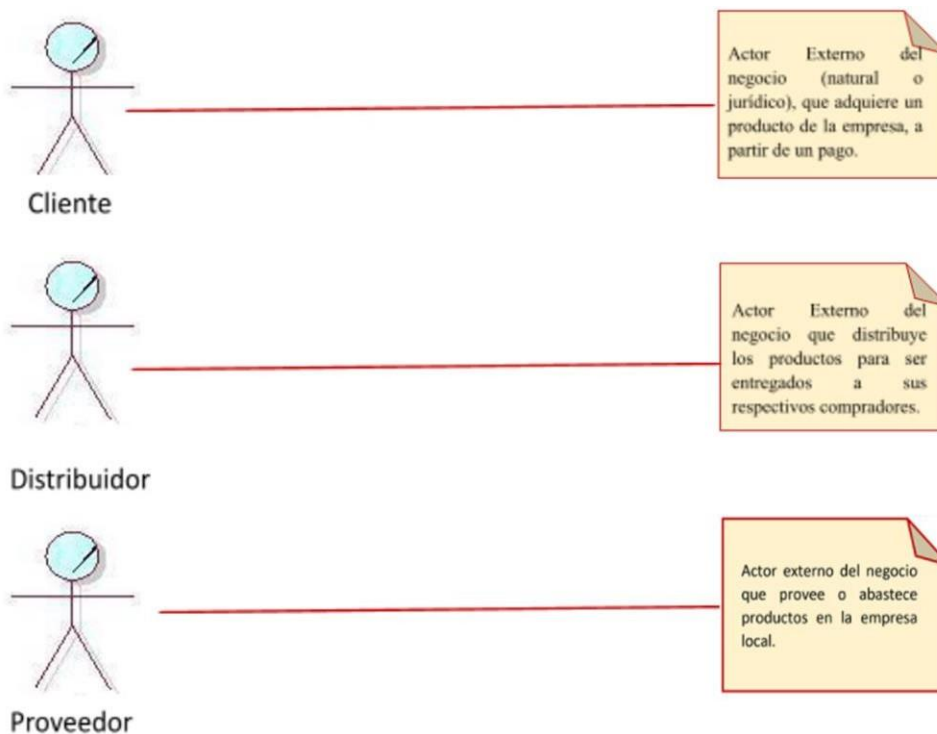 Actor Externo del
negocio (natural o
jurídico), que adquiere un
producto de la empresa, a
partir de un pago.
Cliente
Actor Externo del
negocio que distribuye
los productos para ser
entregados a sus
respectivos compradores.
Distribuidor
Actor externo del negocio
que provee o abastece
productos en la empresa
local.
Proveedor